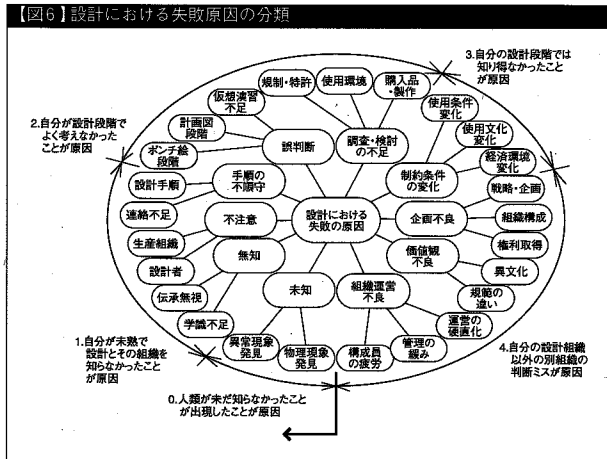 【図6】設計における失敗原因の分類
3.自分の設計段階では
知り得なかったこと
が原因
規制・特許
使用環境
購入品
・製作
仮想演習
不足
使用条件
変化
2.自分が設計段階で
よく考えなかった
ことが原因
計画図
段階
誤判断
調査・検討
の不足
使用文化
変化
ポンチ絵
段階
経済環境
変化
設計手順
手順の
不順守
制約条件
の変化
戦略・企画
連絡不足
不注意
設計における
失敗の原因
企画不良
組織構成
生産組織
権利取得
無知
価値観
不良
設計者
異文化
伝承無視
未知
組織運営
不良
規範の
違い
学識不足
運営の
硬直化
1.自分が未熟で
設計とその組織を
知らなかったこと
が原因
異常現象
発見
物理現象
発見
構成員
の疲労
管理の
緩み
4.自分の設計組織
以外の別組織の
判断ミスが原因
0.人類が未だ知らなかったこと
が出現したことが原因